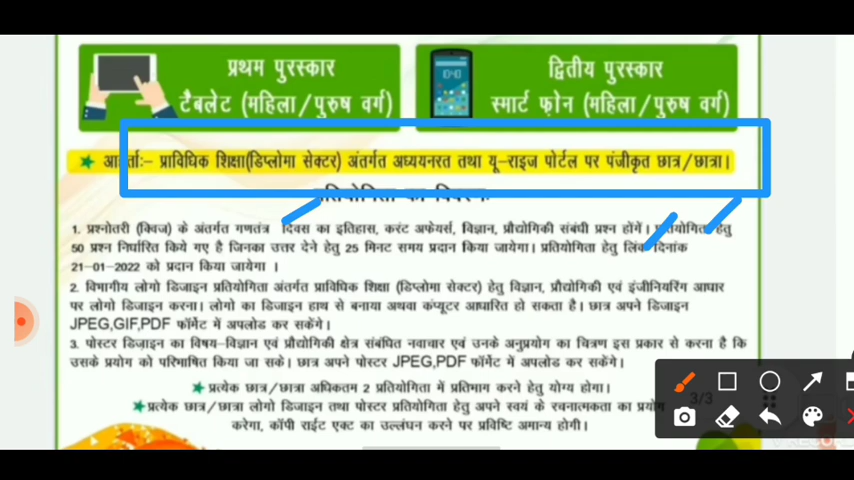 प्रथम पुरस्कार
टैबलेट (महिला/पुरुष वर्ग)
द्वितीय पुरस्कार
स्मार्ट फ़ोन (महिला/पुरुष वर्ग)
प्राविधिक शिक्षा(डिप्लोमा सेक्टर) अंतर्गत अध्ययनरत तथा यू-राइज पोर्टल पर पंजीकृत छात्र/छात्रा।
1. प्रश्नोतरी (क्विज) के अंतर्गत गणतंत्र दिवस का इतिहास, करंट अफेयर्स, विज्ञान, प्रौद्योगिकी संबंधी प्रश्न होंगें। प्रतियोगिता हेतु
50 प्रश्न निर्धारित किये गए है जिनका उत्तर देने हेतु 25 मिनट समय प्रदान किया जायेगा। प्रतियोगिता हेतु लिंक दिनांक
21-01-2022 को प्रदान किया जायेगा ।
2. विभागीय लोगो डिजाइन प्रतियोगिता अंतर्गत प्राविधिक शिक्षा (डिप्लोमा सेक्टर) हेतु विज्ञान, प्रौद्योगिकी एवं इंजीनियरिंग आधार
पर लोगो डिजाइन करना। लोगो का डिजाइन हाथ से बनाया अथवा कंप्यूटर आधारित हो सकता है। छात्र अपने डिजाइन
JPEG,GIF,PDF फॉर्मेट में अपलोड कर सकेंगे।
3. पोस्टर डिज़ाइन का विषय-विज्ञान एवं प्रौद्योगिकी क्षेत्र संबंधित नवाचार एवं उनके अनुप्रयोग का चित्रण इस प्रकार से करना है कि
उसके प्रयोग को परिभाषित किया जा सके। छात्र अपने पोस्टर JPEG,PDF फॉर्मेट में अपलोड कर सकेंगे।
प्रत्येक छात्र/छात्रा अधिकतम 2 प्रतियोगिता में प्रतिभाग करने हेतु योग्य होगा।
प्रत्येक छात्र/छात्रा लोगो डिजाइन तथा पोस्टर प्रतियोगिता हेतु अपने स्वयं के रचनात्मकता का प्रयोग
करेगा, कॉपी राईट एक्ट का उल्लंघन करने पर प्रविष्टि अमान्य होगी।
3/3